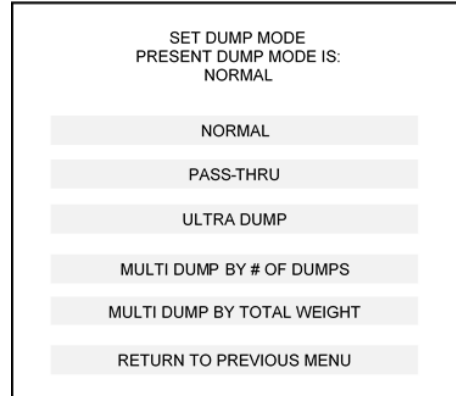 SET DUMP MODE
PRESENT DUMP MODE IS:
NORMAL
NORMAL
PASS-THRU
ULTRA DUMP
MULTI DUMP BY # OF DUMPS
MULTI DUMP BY TOTAL WEIGHT
RETURN TO PREVIOUS MENU